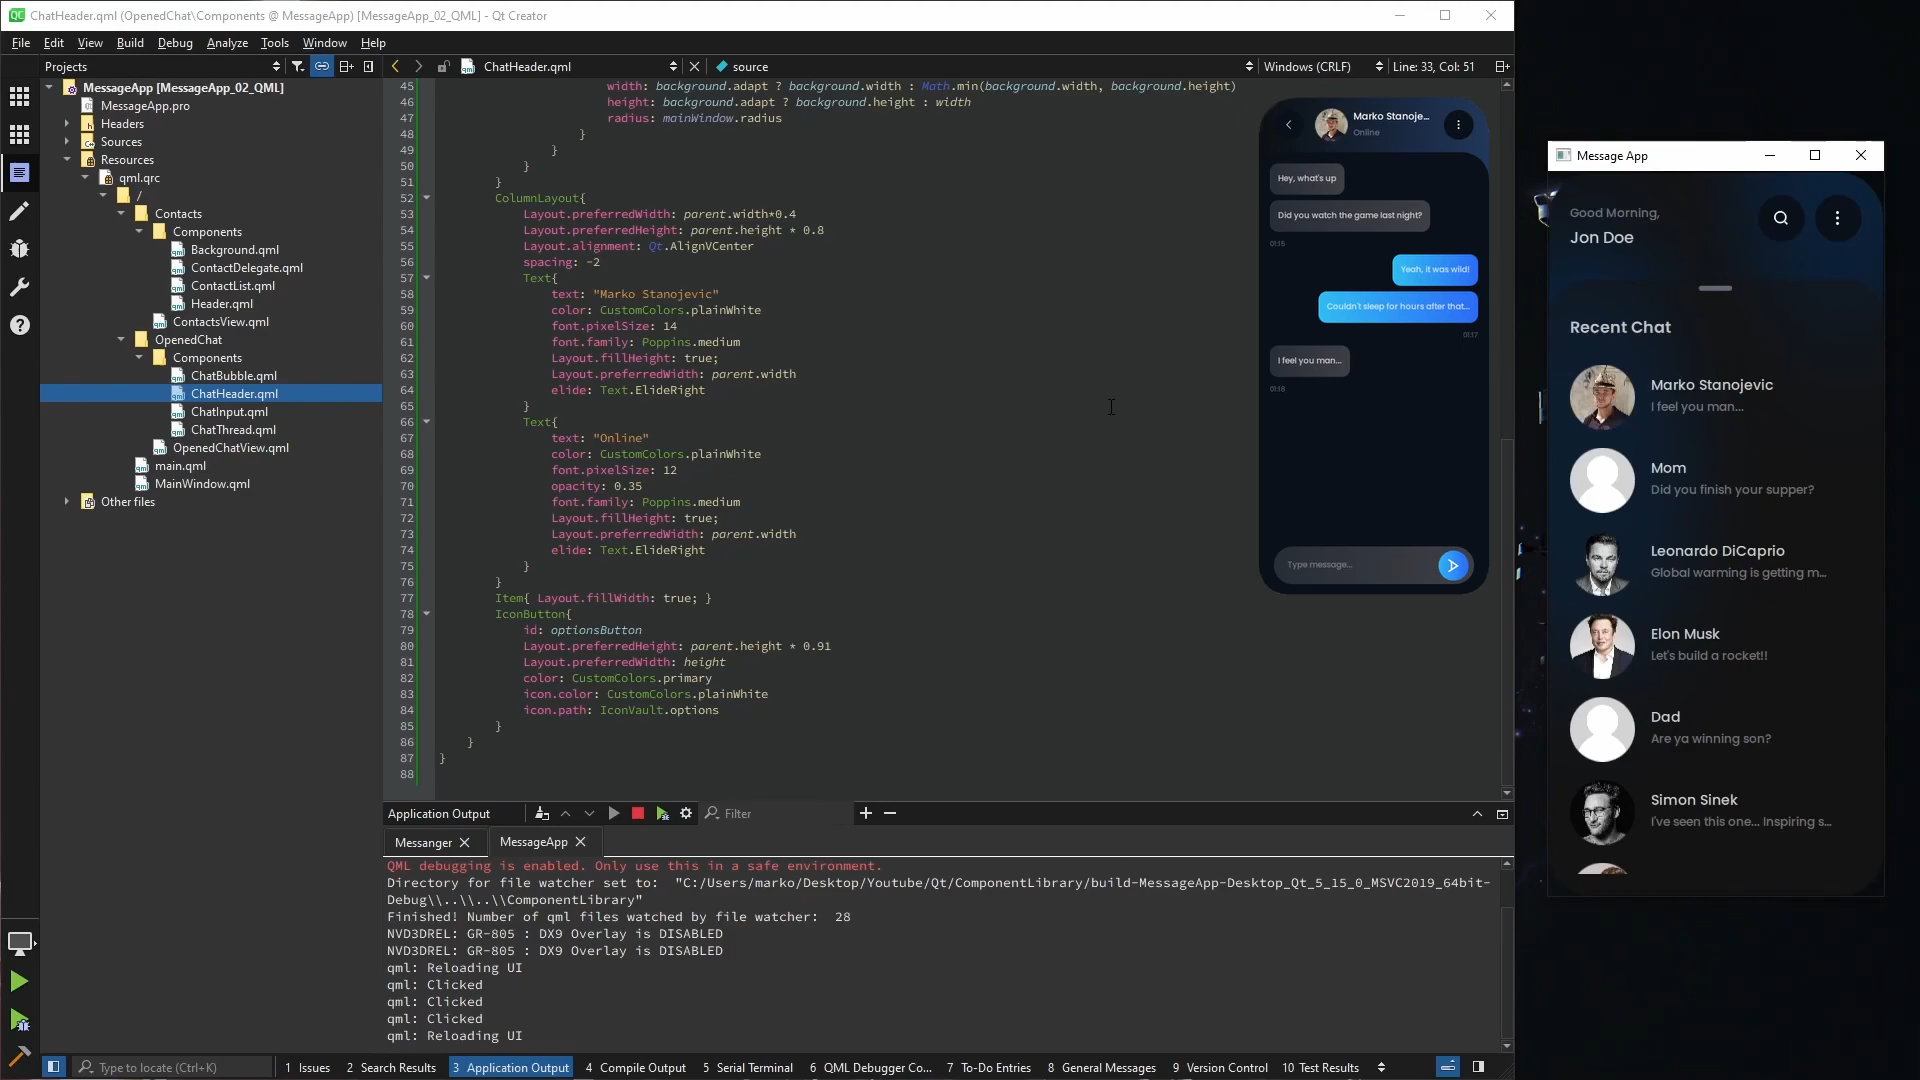 ChatHeader.qml (OpenedChat\Components @ MessageApp) [MessageApp_02_QML] - Qt Creator
File Edit View Build Debug Analyze Tools Window Help
Projects
ChatHeader.qml
source
Windows (CRLF)
Line: 33, Col: 51
MessageApp [MessageApp_02_QML]
MessageApp.pro
Headers
Sources
Resources
qml.qrc
/
Contacts
Components
Background.qml
ContactDelegate.qml
ContactList.qml
Header.qml
ContactsView.qml
OpenedChat
Components
ChatBubble.qml
ChatHeader.qml
ChatInput.qml
ChatThread.qml
OpenedChatView.qml
main.qml
MainWindow.qml
Other files
45 width: background.adapt ? background.width : Math.min(background.width, background.height)
46 height: background.adapt ? background.height : width
47 radius: mainWindow.radius
48 }
49 }
50 }
51 }
52 ColumnLayout{
53 Layout.preferredWidth: parent.width*0.4
54 Layout.preferredHeight: parent.height * 0.8
55 Layout.alignment: Qt.AlignVCenter
56 spacing: -2
57 Text{
58 text: "Marko Stanojevic"
59 color: CustomColors.plainWhite
60 font.pixelSize: 14
61 font.family: Poppins.medium
62 Layout.fillHeight: true;
63 Layout.preferredWidth: parent.width
64 elide: Text.ElideRight
65 }
66 Text{
67 text: "Online"
68 color: CustomColors.plainWhite
69 font.pixelSize: 12
70 opacity: 0.35
71 font.family: Poppins.medium
72 Layout.fillHeight: true;
73 Layout.preferredWidth: parent.width
74 elide: Text.ElideRight
75 }
76 }
77 Item{ Layout.fillWidth: true; }
78 IconButton{
79 id: optionsButton
80 Layout.preferredHeight: parent.height * 0.91
81 Layout.preferredWidth: height
82 color: CustomColors.primary
83 icon.color: CustomColors.plainWhite
84 icon.path: IconVault.options
85 }
86 }
87 }
88
Marko Stanoje...
Online
Hey, what's up
Did you watch the game last night?
01:15
Yeah, it was wild!
Couldn't sleep for hours after that...
01:17
I feel you man...
01:18
Type message...
Message App
Good Morning,
Jon Doe
Recent Chat
Marko Stanojevic
I feel you man...
Mom
Did you finish your supper?
Leonardo DiCaprio
Global warming is getting m...
Elon Musk
Let's build a rocket!!
Dad
Are ya winning son?
Simon Sinek
I've seen this one... Inspiring s...
Application Output
Filter
Messanger
MessageApp
QML debugging is enabled. Only use this in a safe environment.
Directory for file watcher set to: "C:/Users/marko/Desktop/Youtube/Qt/ComponentLibrary/build-MessageApp-Desktop_Qt_5_15_0_MSVC2019_64bit-
Debug\\..\\..\\ComponentLibrary"
Finished! Number of qml files watched by file watcher: 28
NVD3DREL: GR-805 : DX9 Overlay is DISABLED
NVD3DREL: GR-805 : DX9 Overlay is DISABLED
qml: Reloading UI
qml: Clicked
qml: Clicked
qml: Clicked
qml: Reloading UI
Type to locate (Ctrl+K)
1 Issues
2 Search Results
3 Application Output
4 Compile Output
5 Serial Terminal
6 QML Debugger Co...
7 To-Do Entries
8 General Messages
9 Version Control
10 Test Results